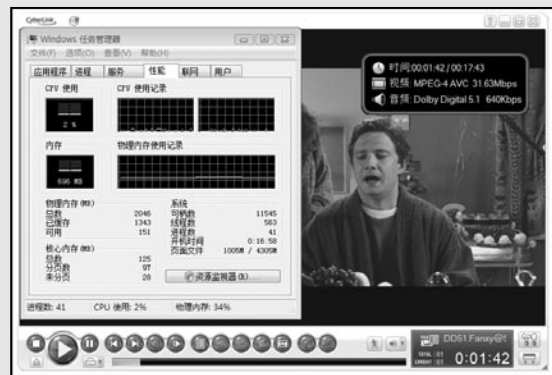 CyberLink
Windows 任务管理器
文件(F) 选项(O) 查看(V) 帮助(H)
应用程序 进程 服务 性能 联网 用户
CPU 使用 CPU 使用记录
2 %
内存 物理内存使用记录
696 MB
物理内存(MB) 系统
总数 2046 句柄数 11545
已缓存 1343 线程数 563
可用 151 进程数 41
开机时间 0:16:58
核心内存(MB) 页面文件 1005M / 4305M
总数 125
分页数 97
未分页 28 资源监视器(R)...
进程数: 41 CPU 使用: 2% 物理内存: 34%
时间:00:01:42/00:17:43
视频: MPEG-4 AVC 31.63Mbps
音频: Dolby Digital 5.1 640Kbps
TOTAL :01
CURRENT :01
0:01:42